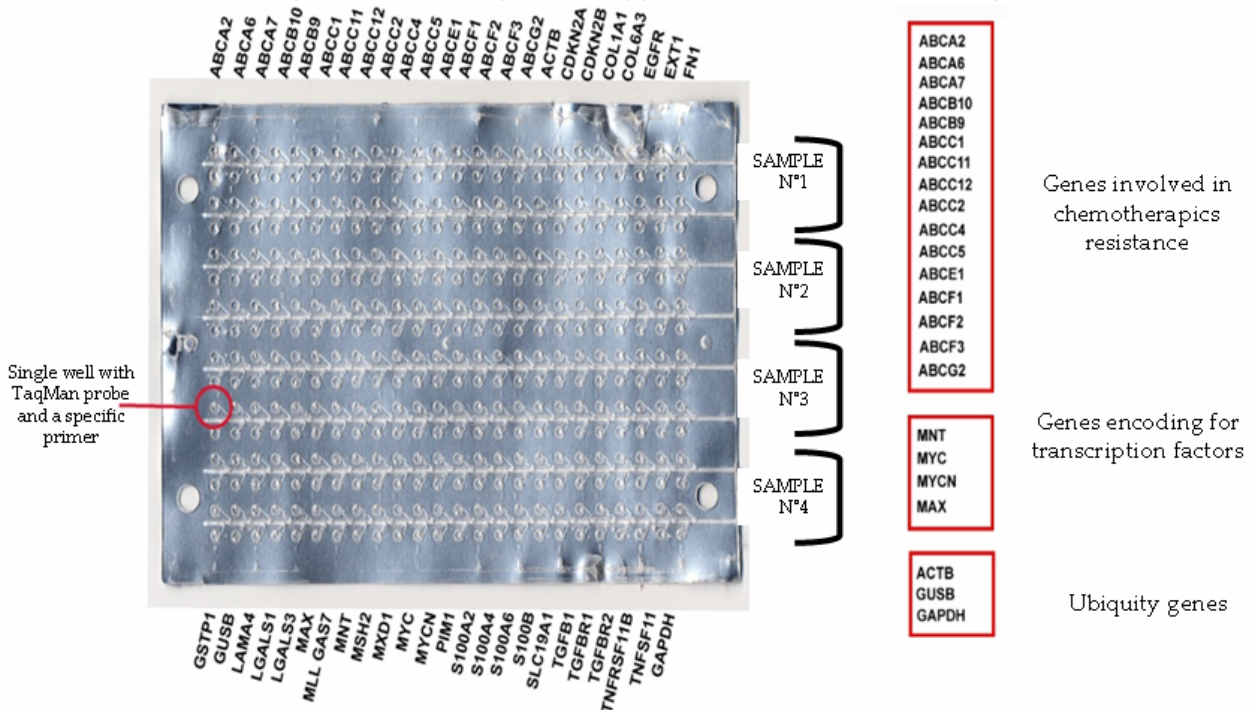 ABCA2
ABCA6
ABCA7
ABCB10
ABCB9
ABCC1
ABCC11
ABCC12
ABCC2
ABCC4
ABCC5
ABCE1
ABCF1
ABCF2
ABCF3
ABCG2
ACTB
CDKN2A
CDKN2B
COL1A1
COL6A3
EGFR
EXT1
FN1
SAMPLE
N°1
SAMPLE
N°2
SAMPLE
N°3
SAMPLE
N°4
Single well with
TaqMan probe
and a specific
primer
GSTP1
GUSB
LAMA4
LGALS1
LGALS3
MAX
MLL GAS7
MNT
MSH2
MXD1
MYC
MYCN
PIM1
S100A2
S100A4
S100A6
S100B
SLC19A1
TGFB1
TGFBR1
TGFBR2
TNFRSF11B
TNFSF11
GAPDH
ABCA2
ABCA6
ABCA7
ABCB10
ABCB9
ABCC1
ABCC11
ABCC12
ABCC2
ABCC4
ABCC5
ABCE1
ABCF1
ABCF2
ABCF3
ABCG2
Genes involved in
chemotherapics
resistance
MNT
MYC
MYCN
MAX
Genes encoding for
transcription factors
ACTB
GUSB
GAPDH
Ubiquity genes